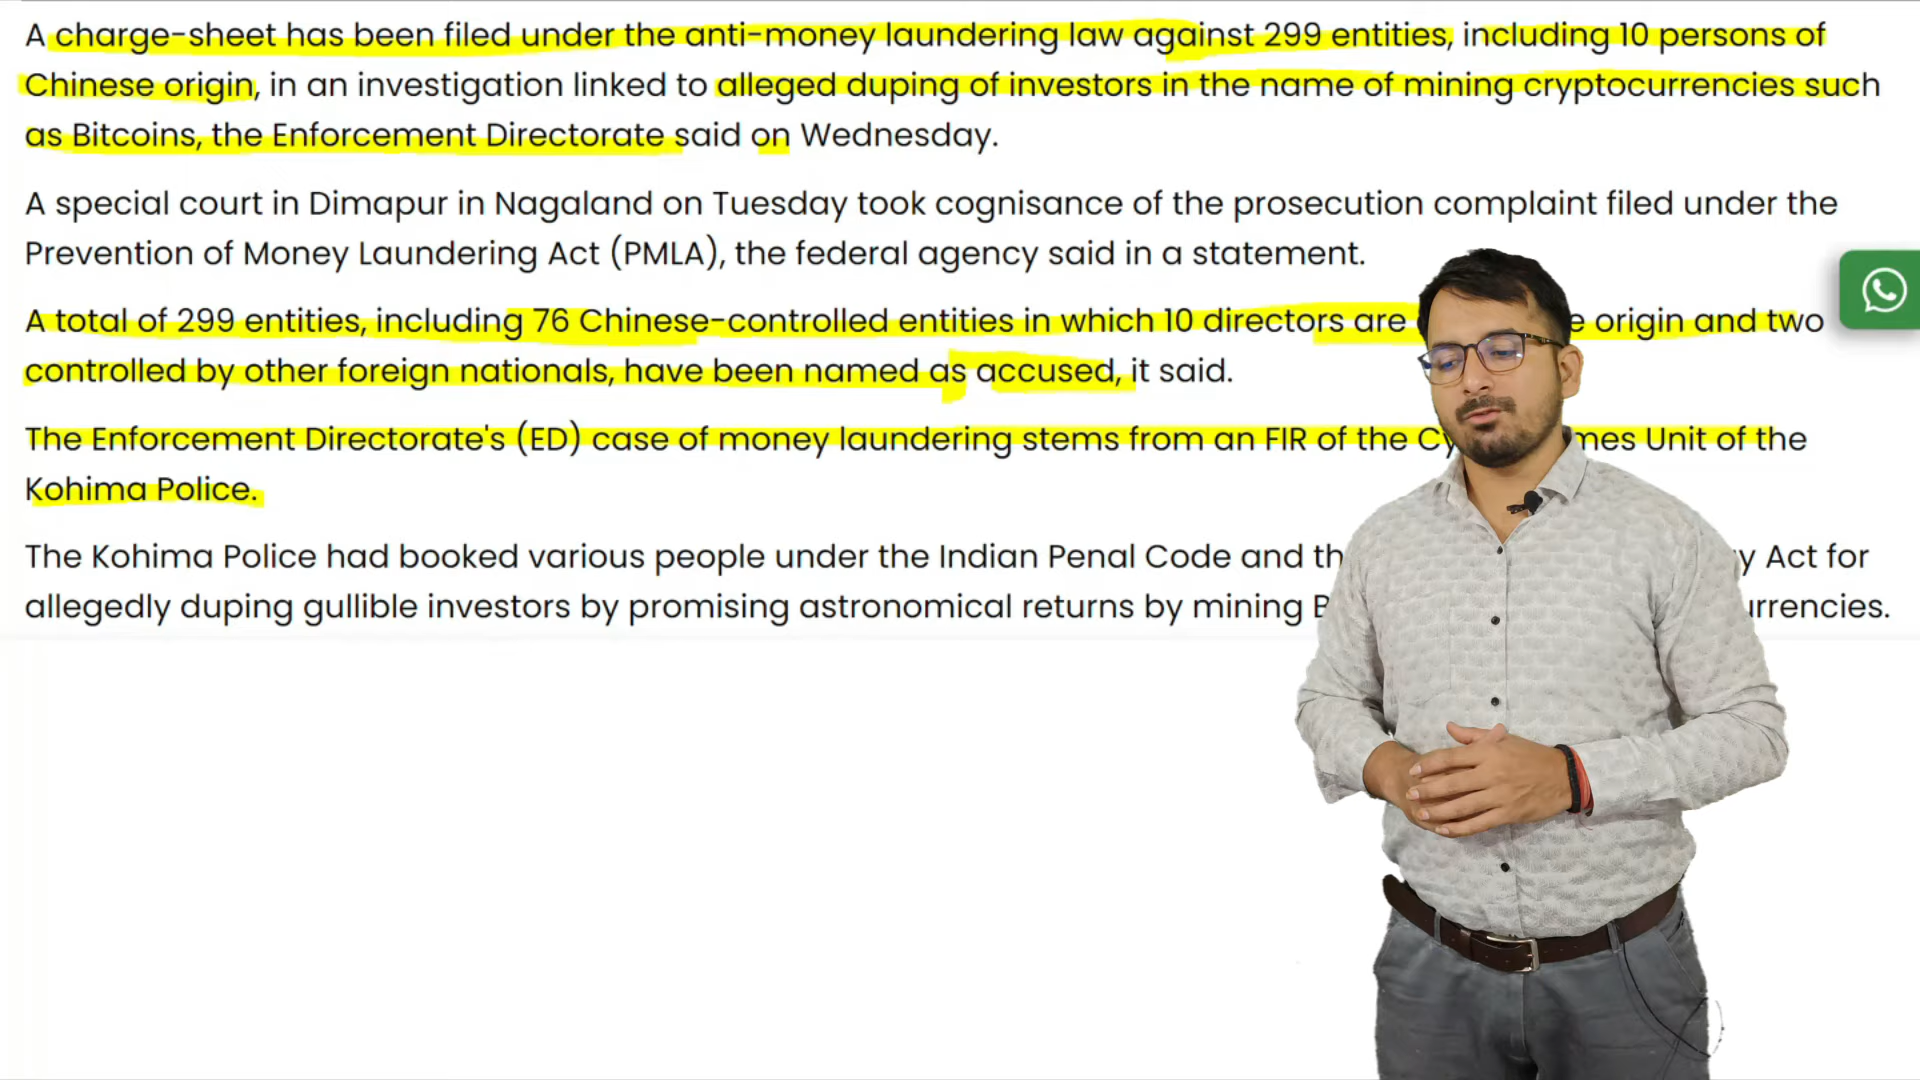 A charge-sheet has been filed under the anti-money laundering law against 299 entities, including 10 persons of
Chinese origin, in an investigation linked to alleged duping of investors in the name of mining cryptocurrencies such
as Bitcoins, the Enforcement Directorate said on Wednesday.
A special court in Dimapur in Nagaland on Tuesday took cognisance of the prosecution complaint filed under the
Prevention of Money Laundering Act (PMLA), the federal agency said in a statement.
A total of 299 entities, including 76 Chinese-controlled entities in which 10 directors are origin and two
controlled by other foreign nationals, have been named as accused, it said.
The Enforcement Directorate's (ED) case of money laundering stems from an FIR of the Unit of the
Kohima Police.
The Kohima Police had booked various people under the Indian Penal Code and Act for
allegedly duping gullible investors by promising astronomical returns by mining